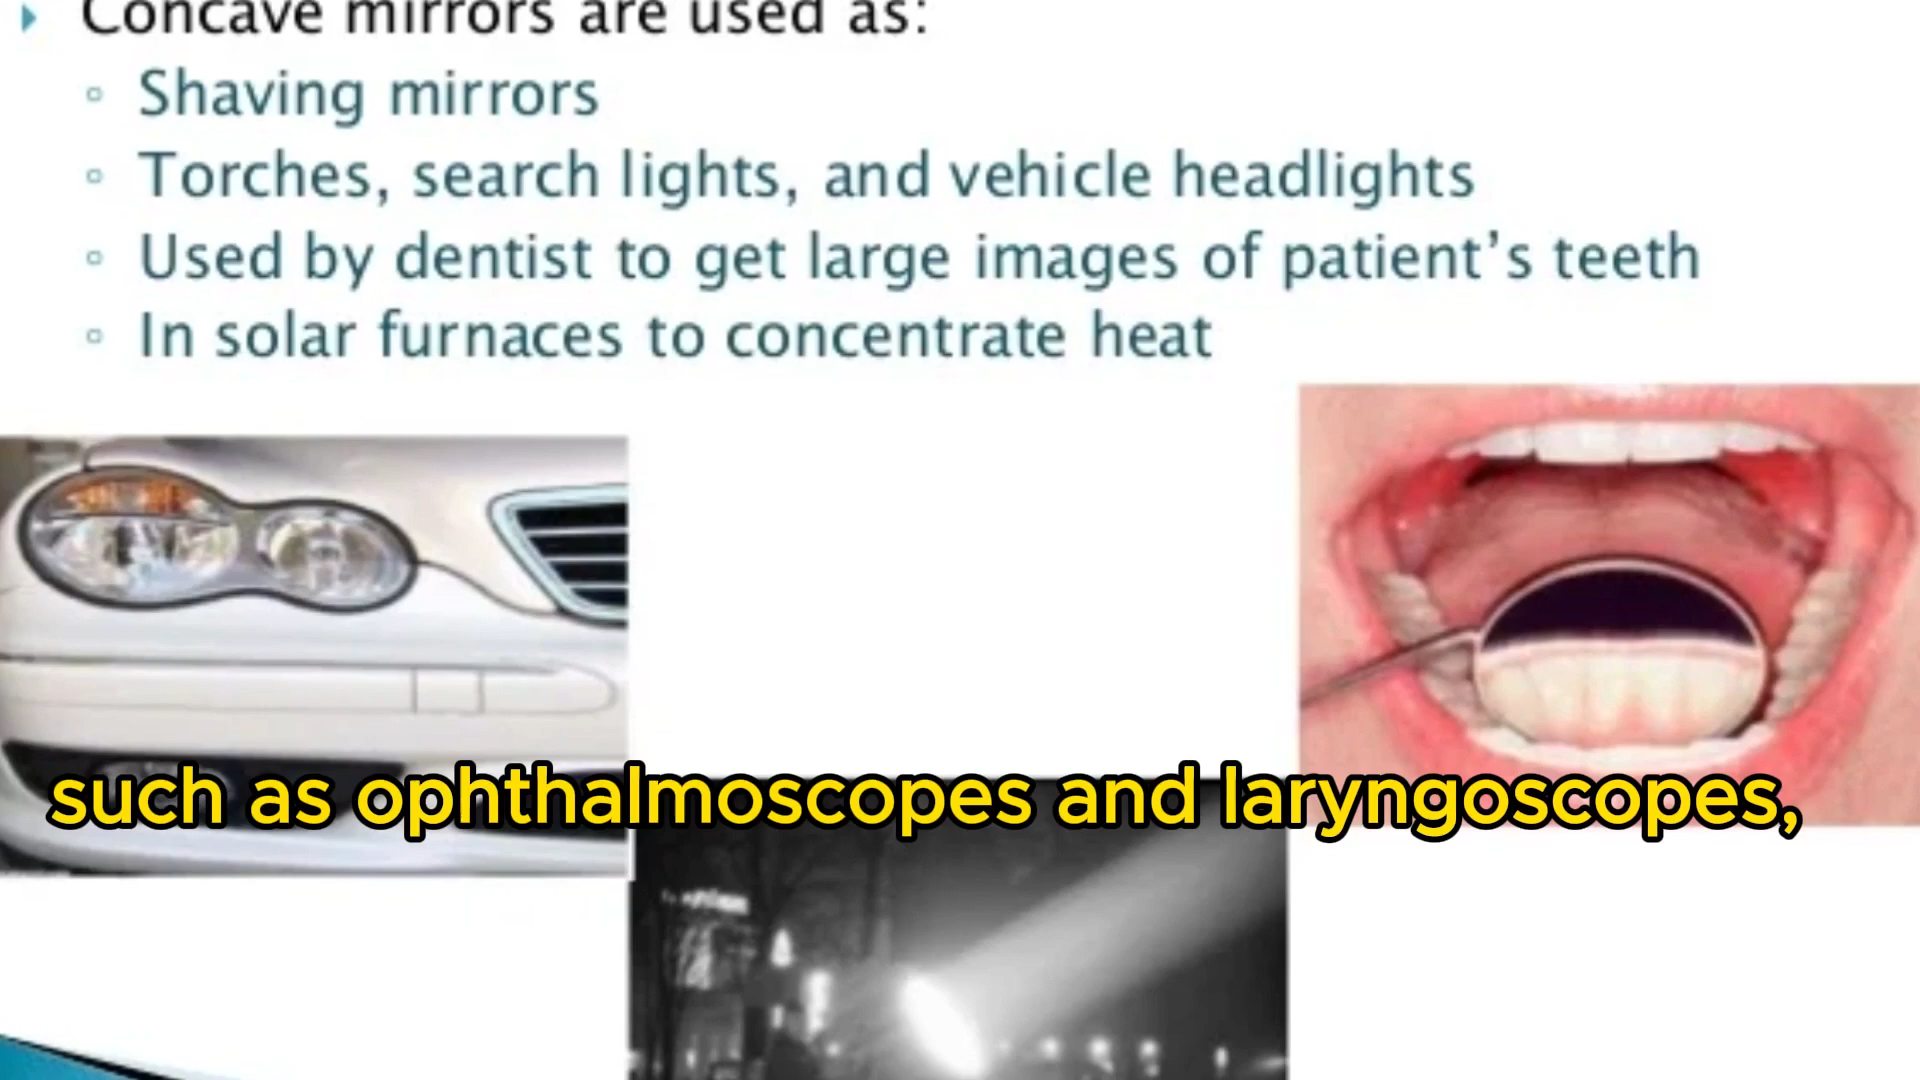 Concave mirrors are used as:
Shaving mirrors
Torches, search lights, and vehicle headlights
Used by dentist to get large images of patient’s teeth
In solar furnaces to concentrate heat
such as ophthalmoscopes and laryngoscopes,